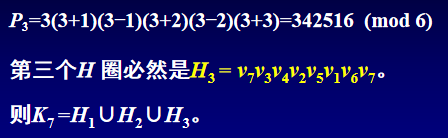 P₃=3(3+1)(3−1)(3+2)(3−2)(3+3)=342516 (mod 6)
第三个H 圈必然是H₃ = v₇v₃v₄v₂v₅v₁v₆v₇。
则K₇ =H₁∪H₂∪H₃。